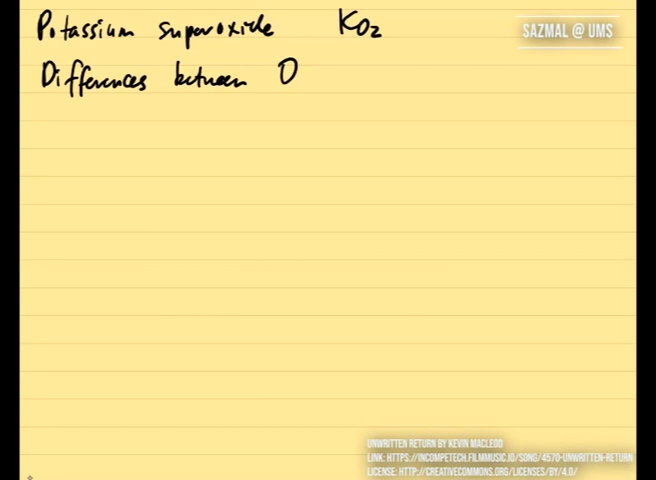 Potassium superoxide KO2
SAZMAL @ UMS
Differences between O
UNWRITTEN RETURN BY KEVIN MACLEOD
LINK: HTTPS://INCOMPETECH.FILMMUSIC.IO/SONG/4570-UNWRITTEN-RETURN
LICENSE: HTTP://CREATIVECOMMONS.ORG/LICENSES/BY/4.0/